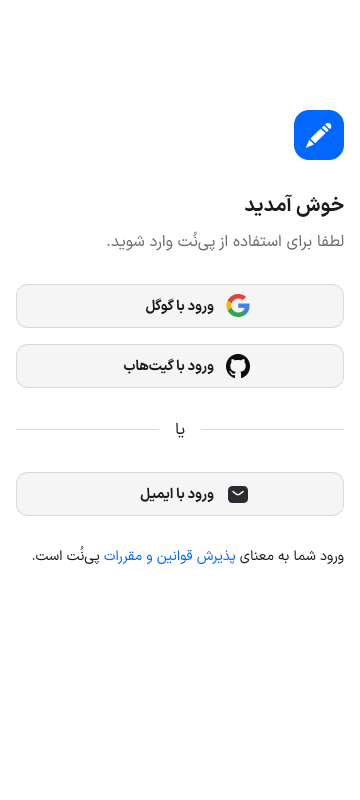 خوش آمدید
لطفا برای استفاده از پی‌نُت وارد شوید.
ورود با گوگل
ورود با گیت‌هاب
یا
ورود با ایمیل
ورود شما به معنای پذیرش قوانین و مقررات پی‌نُت است.